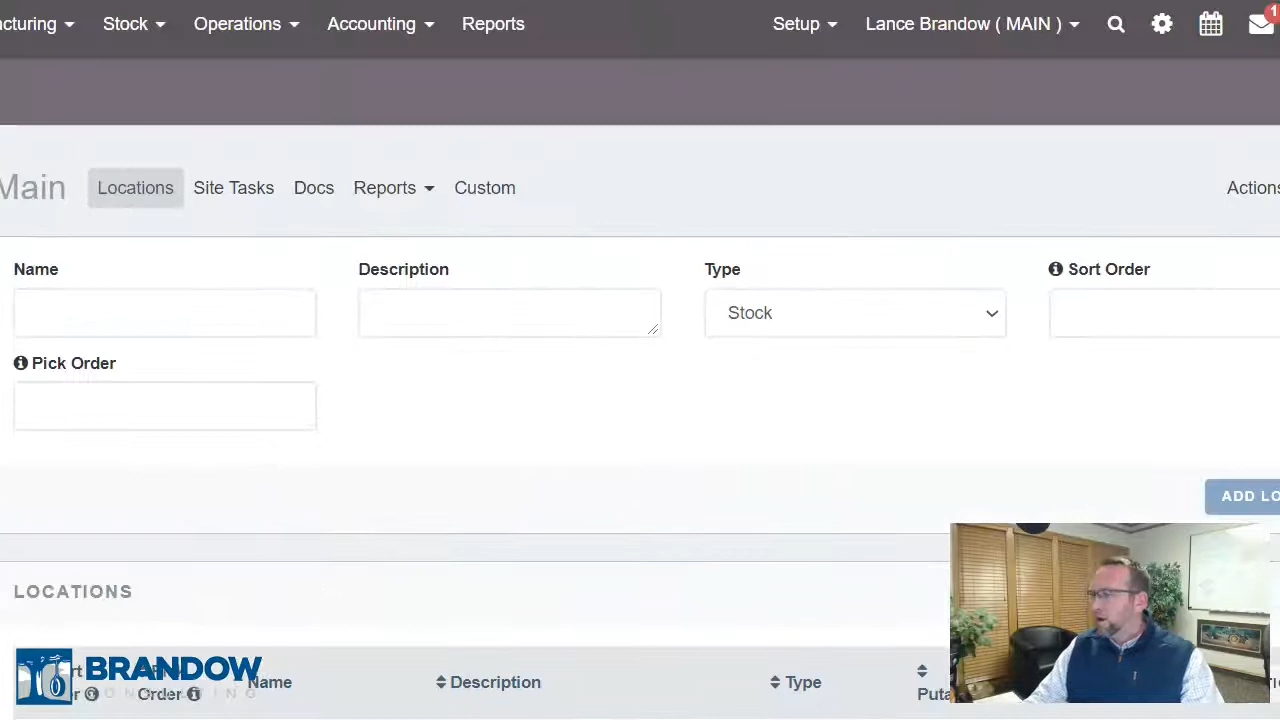 cturing Stock Operations Accounting Reports Setup Lance Brandow ( MAIN ) 1
Main Locations Site Tasks Docs Reports Custom Actions
Name Description Type Sort Order
Stock
Pick Order
ADD LO
LOCATIONS
BRANDOW
Order Name Description Type Puta